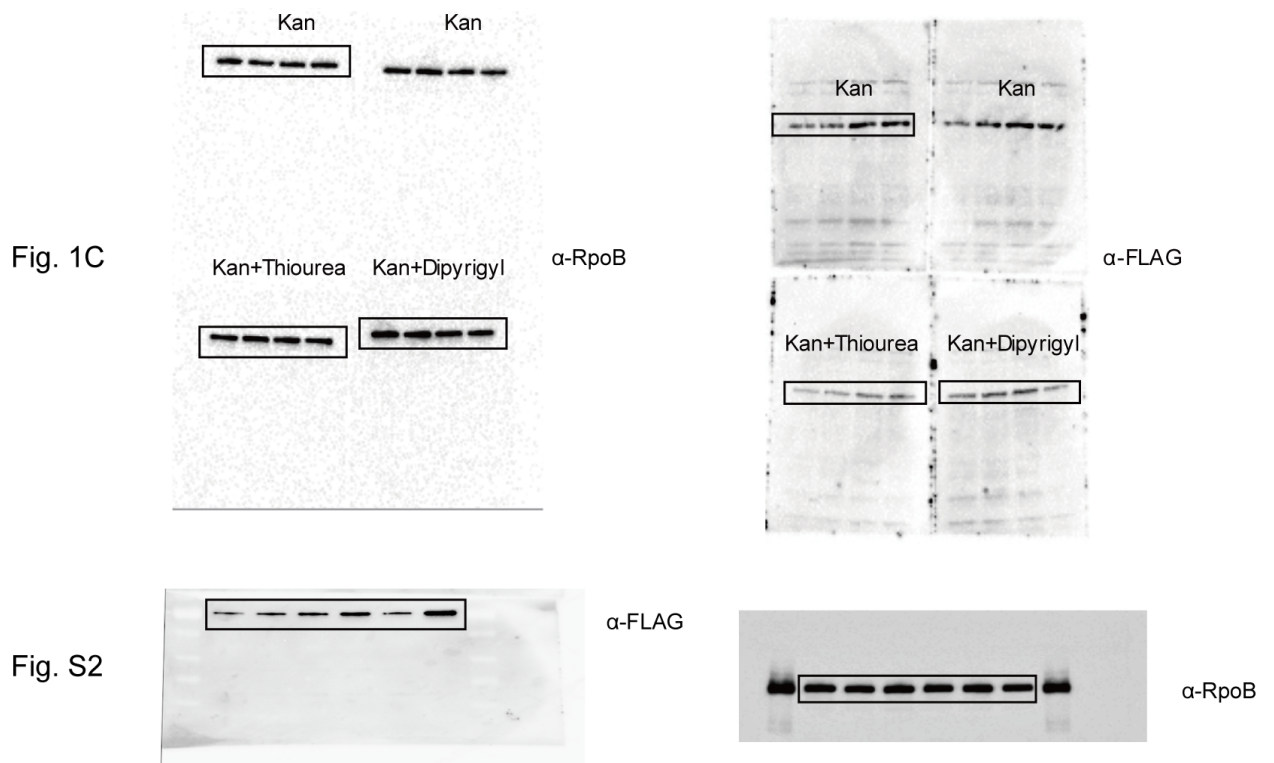 Kan Kan
Kan Kan
Fig. 1C
α-RpoB
α-FLAG
Kan+Thiourea Kan+Dipyrigyl
Kan+Thiourea Kan+Dipyrigyl
Fig. S2
α-FLAG
α-RpoB